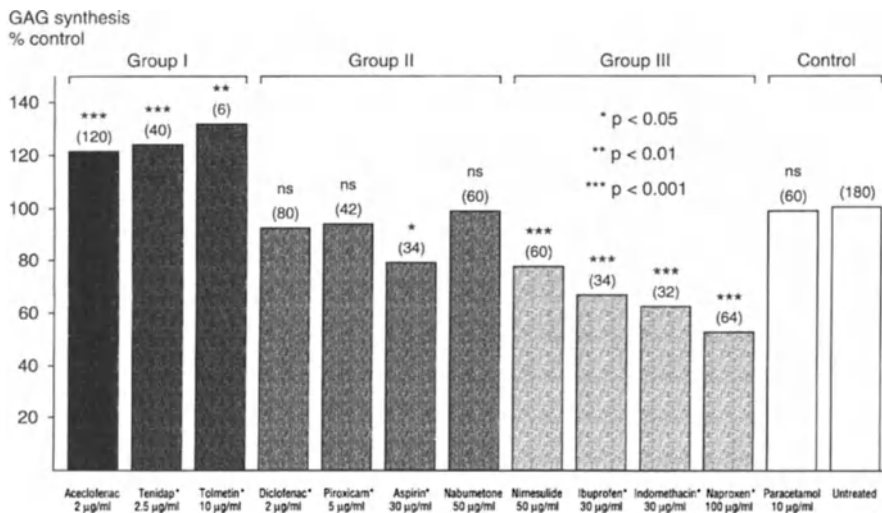 GAG synthesis
% control
Group I Group II Group III Control
140
120
100
80
60
40
20
*** (120)
*** (40)
** (6)
ns (80)
ns (42)
* (34)
ns (60)
*** (60)
*** (34)
*** (32)
*** (64)
ns (60)
(180)
* p < 0.05
** p < 0.01
*** p < 0.001
Aceclofenac Tenidap* Tolmetin* Diclofenac* Piroxicam* Aspirin* Nabumetone Nimesulide Ibuprofen* Indomethacin* Naproxen* Paracetamol Untreated
2 µg/ml 2.5 µg/ml 10 µg/ml 2 µg/ml 5 µg/ml 30 µg/ml 50 µg/ml 50 µg/ml 30 µg/ml 30 µg/ml 100 µg/ml 10 µg/ml